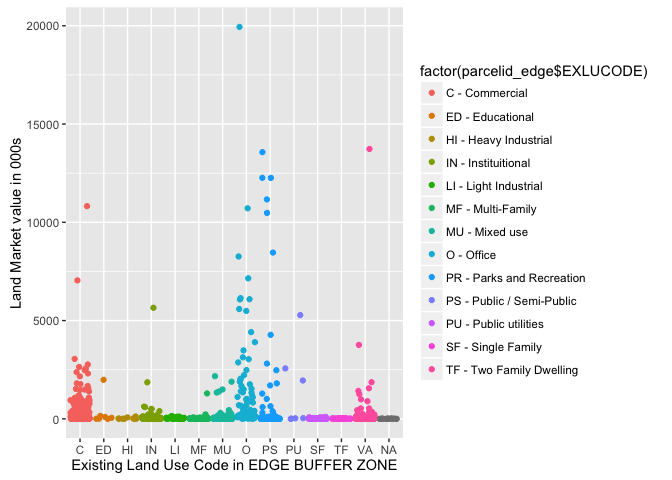 20000
15000
10000
5000
0
Land Market value in 000s
C ED HI IN LI MF MU O PS PU SF TF VA NA
Existing Land Use Code in EDGE BUFFER ZONE
factor(parcelid_edge$EXLUCODE)
C - Commercial
ED - Educational
HI - Heavy Industrial
IN - Instituitional
LI - Light Industrial
MF - Multi-Family
MU - Mixed use
O - Office
PR - Parks and Recreation
PS - Public / Semi-Public
PU - Public utilities
SF - Single Family
TF - Two Family Dwelling